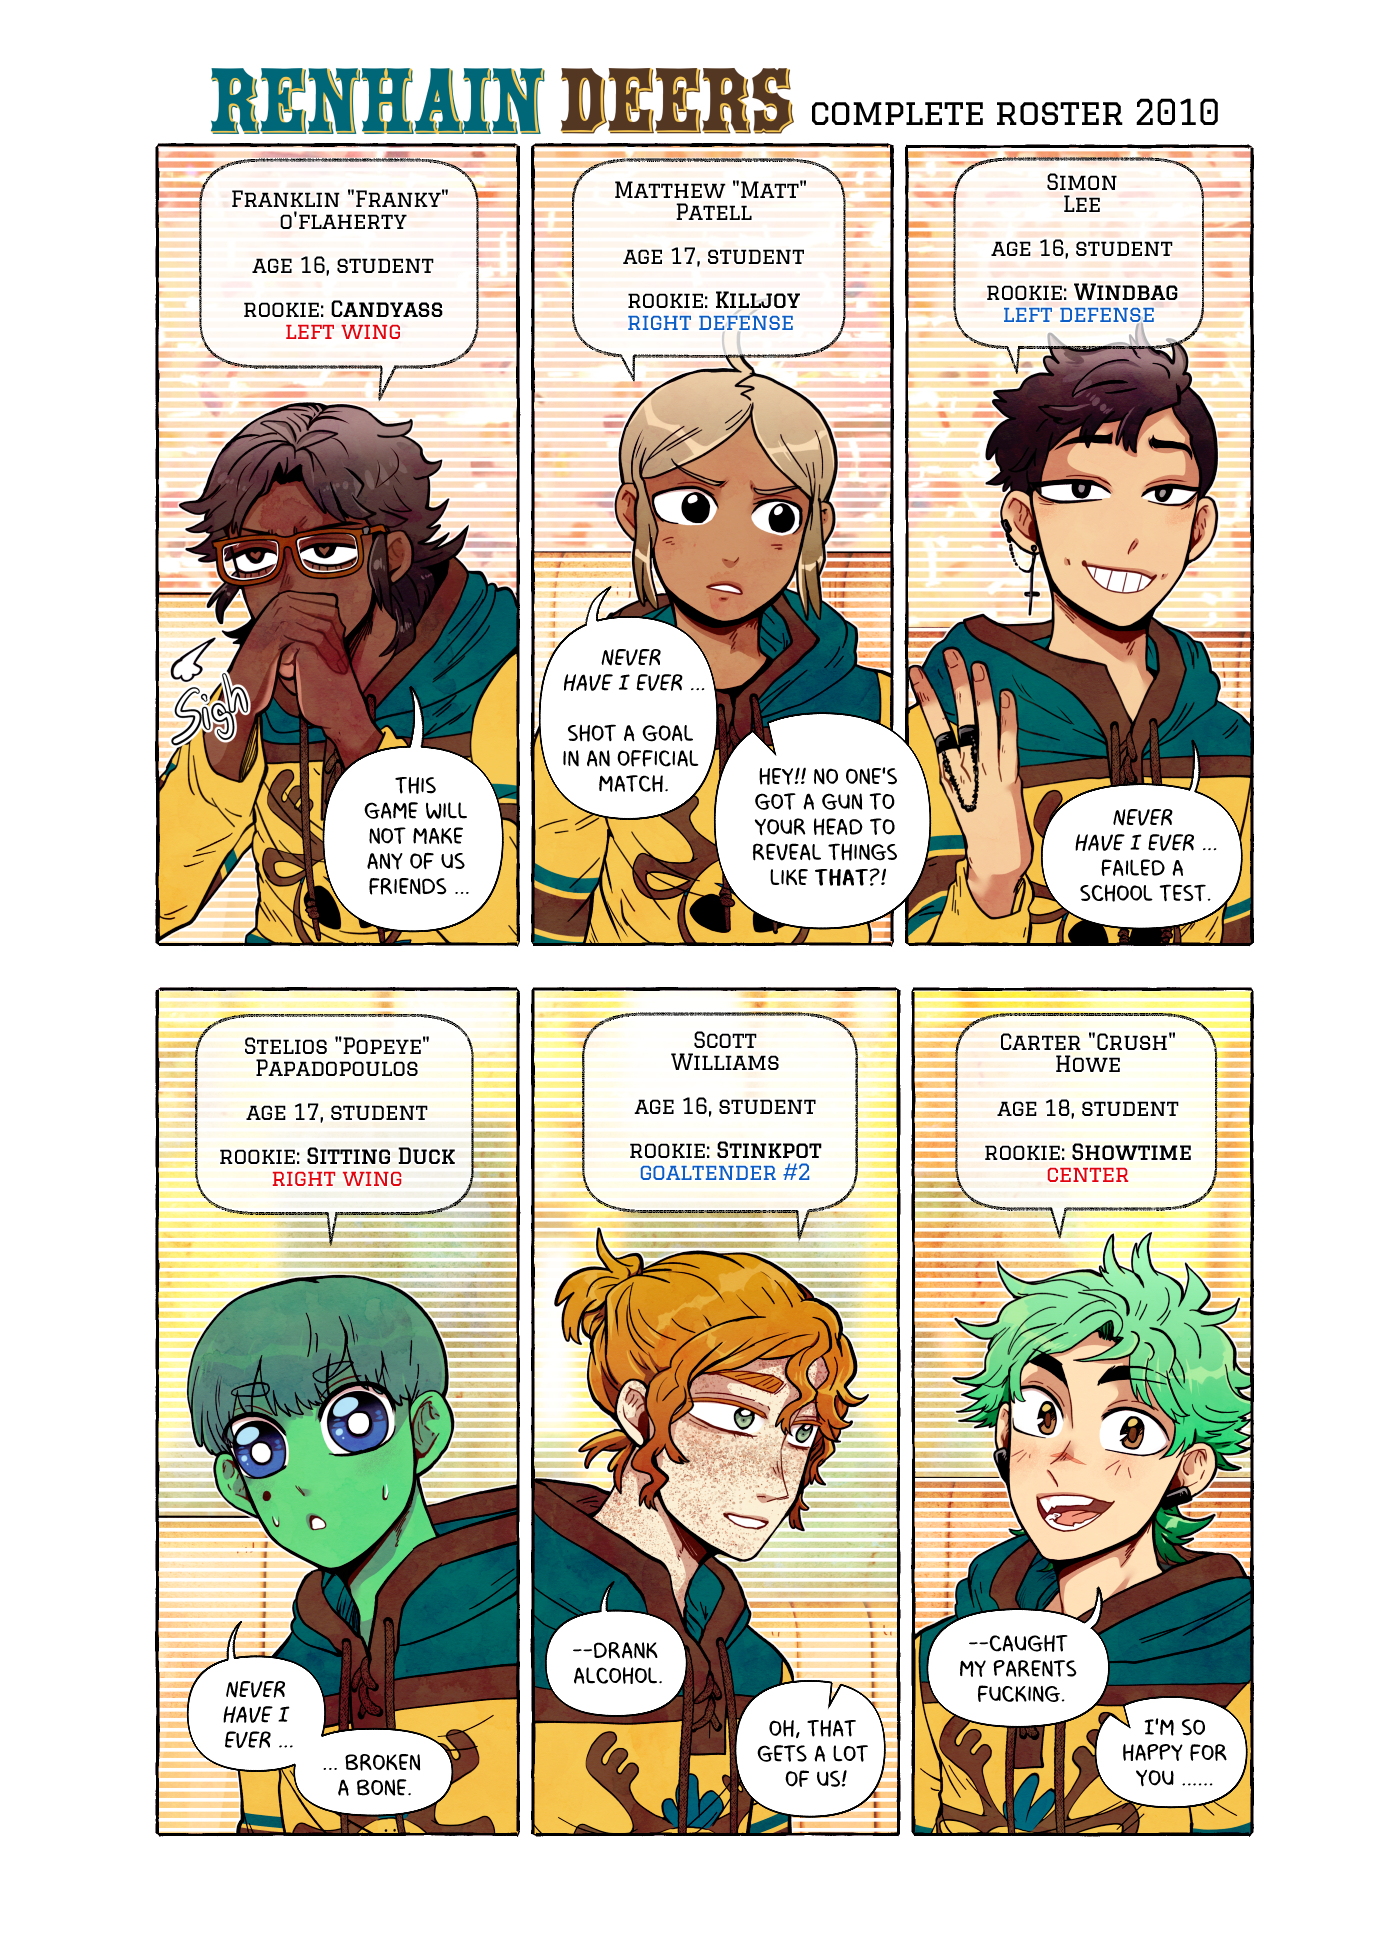 RENHAIN DEERS COMPLETE ROSTER 2010
FRANKLIN "FRANKY"
O'FLAHERTY
AGE 16, STUDENT
ROOKIE: CANDYASS
LEFT WING
Sigh
THIS
GAME WILL
NOT MAKE
ANY OF US
FRIENDS ...
MATTHEW "MATT"
PATELL
AGE 17, STUDENT
ROOKIE: KILLJOY
RIGHT DEFENSE
NEVER
HAVE I EVER ...
SHOT A GOAL
IN AN OFFICIAL
MATCH.
HEY!! NO ONE'S
GOT A GUN TO
YOUR HEAD TO
REVEAL THINGS
LIKE THAT?!
SIMON
LEE
AGE 16, STUDENT
ROOKIE: WINDBAG
LEFT DEFENSE
NEVER
HAVE I EVER ...
FAILED A
SCHOOL TEST.
STELIOS "POPEYE"
PAPADOPOULOS
AGE 17, STUDENT
ROOKIE: SITTING DUCK
RIGHT WING
NEVER
HAVE I
EVER ...
... BROKEN
A BONE.
SCOTT
WILLIAMS
AGE 16, STUDENT
ROOKIE: STINKPOT
GOALTENDER #2
--DRANK
ALCOHOL.
OH, THAT
GETS A LOT
OF US!
CARTER "CRUSH"
HOWE
AGE 18, STUDENT
ROOKIE: SHOWTIME
CENTER
--CAUGHT
MY PARENTS
FUCKING.
I'M SO
HAPPY FOR
YOU ......